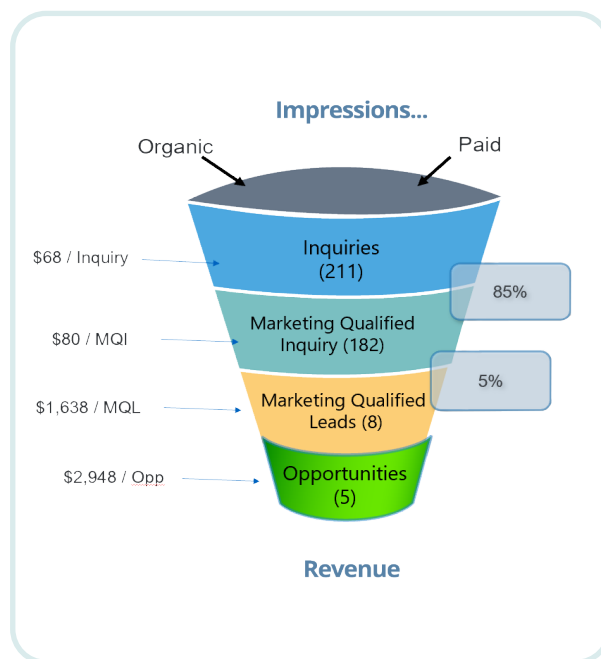 Impressions...
Organic
Paid
Inquiries
(211)
$68 / Inquiry
85%
Marketing Qualified
Inquiry (182)
$80 / MQI
5%
Marketing Qualified
Leads (8)
$1,638 / MQL
Opportunities
(5)
$2,948 / Opp
Revenue